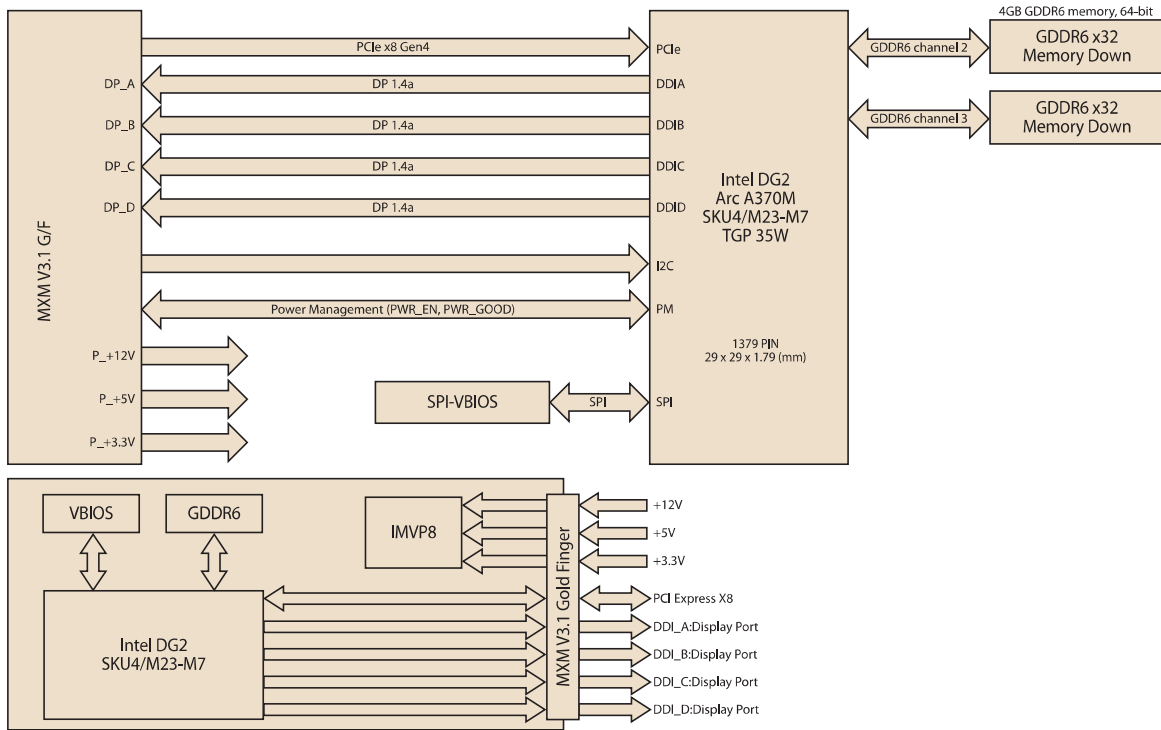 4GB GDDR6 memory, 64-bit
PCIe x8 Gen4
PCIe
GDDR6 channel 2
GDDR6 x32
Memory Down
DP_A
DP 1.4a
DDIA
DP_B
DP 1.4a
DDIB
GDDR6 channel 3
GDDR6 x32
Memory Down
DP_C
DP 1.4a
DDIC
DP_D
DP 1.4a
DDID
Intel DG2
Arc A370M
SKU4/M23-M7
TGP 35W
MXM V3.1 G/F
I2C
Power Management (PWR_EN, PWR_GOOD)
PM
1379 PIN
29 x 29 x 1.79 (mm)
P_+12V
P_+5V
P_+3.3V
SPI-VBIOS
SPI
SPI
VBIOS
GDDR6
IMVP8
MXM V3.1 Gold Finger
+12V
+5V
+3.3V
Intel DG2
SKU4/M23-M7
PCI Express X8
DDI_A:Display Port
DDI_B:Display Port
DDI_C:Display Port
DDI_D:Display Port